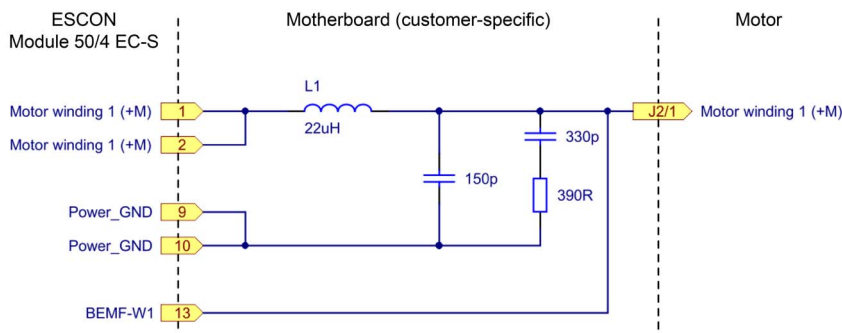 ESCON
Module 50/4 EC-S
Motherboard (customer-specific)
Motor
L1
22uH
Motor winding 1 (+M)
1
J2/1
Motor winding 1 (+M)
Motor winding 1 (+M)
2
330p
150p
390R
Power_GND
9
Power_GND
10
BEMF-W1
13